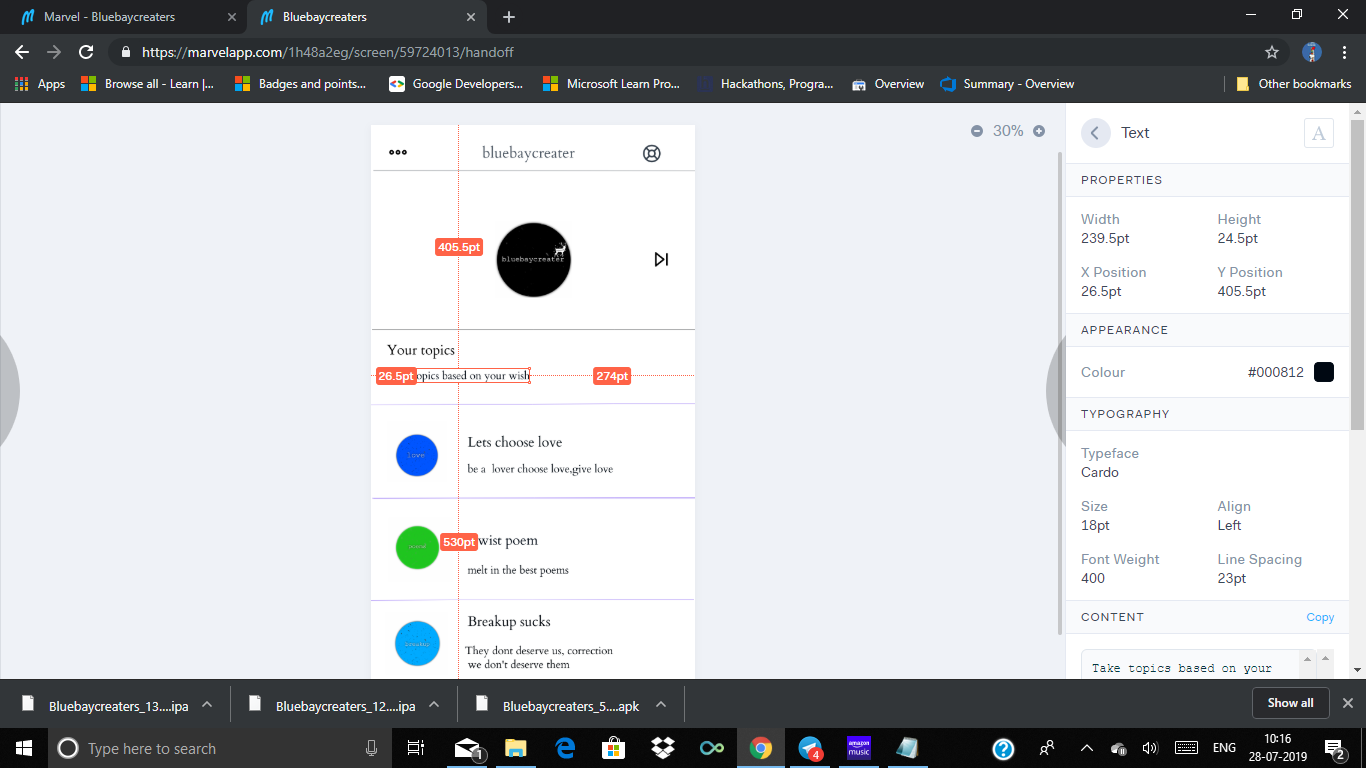 Marvel - Bluebaycreaters
Bluebaycreaters
https://marvelapp.com/1h48a2eg/screen/59724013/handoff
Apps
Browse all - Learn |...
Badges and points...
Google Developers...
Microsoft Learn Pro...
Hackathons, Progra...
Overview
Summary - Overview
Other bookmarks
30%
bluebaycreater
405.5pt
bluebaycreater
Your topics
26.5pt
opics based on your wish
274pt
love
Lets choose love
be a lover choose love,give love
530pt
wist poem
melt in the best poems
Breakup sucks
They dont deserve us, correction
we don't deserve them
Text
A
PROPERTIES
Width
Height
239.5pt
24.5pt
X Position
Y Position
26.5pt
405.5pt
APPEARANCE
Colour
#000812
TYPOGRAPHY
Typeface
Cardo
Size
Align
18pt
Left
Font Weight
Line Spacing
400
23pt
CONTENT
Copy
Take topics based on your
Bluebaycreaters_13....ipa
Bluebaycreaters_12....ipa
Bluebaycreaters_5....apk
Show all
Type here to search
1
4
amazon
music
ENG
10:16
28-07-2019
2